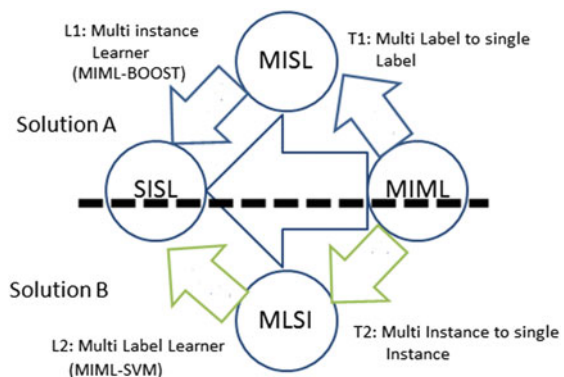 L1: Multi instance
Learner
(MIML-BOOST)
MISL
T1: Multi Label to single
Label
Solution A
SISL
MIML
Solution B
MLSI
L2: Multi Label Learner
(MIML-SVM)
T2: Multi Instance to single
Instance